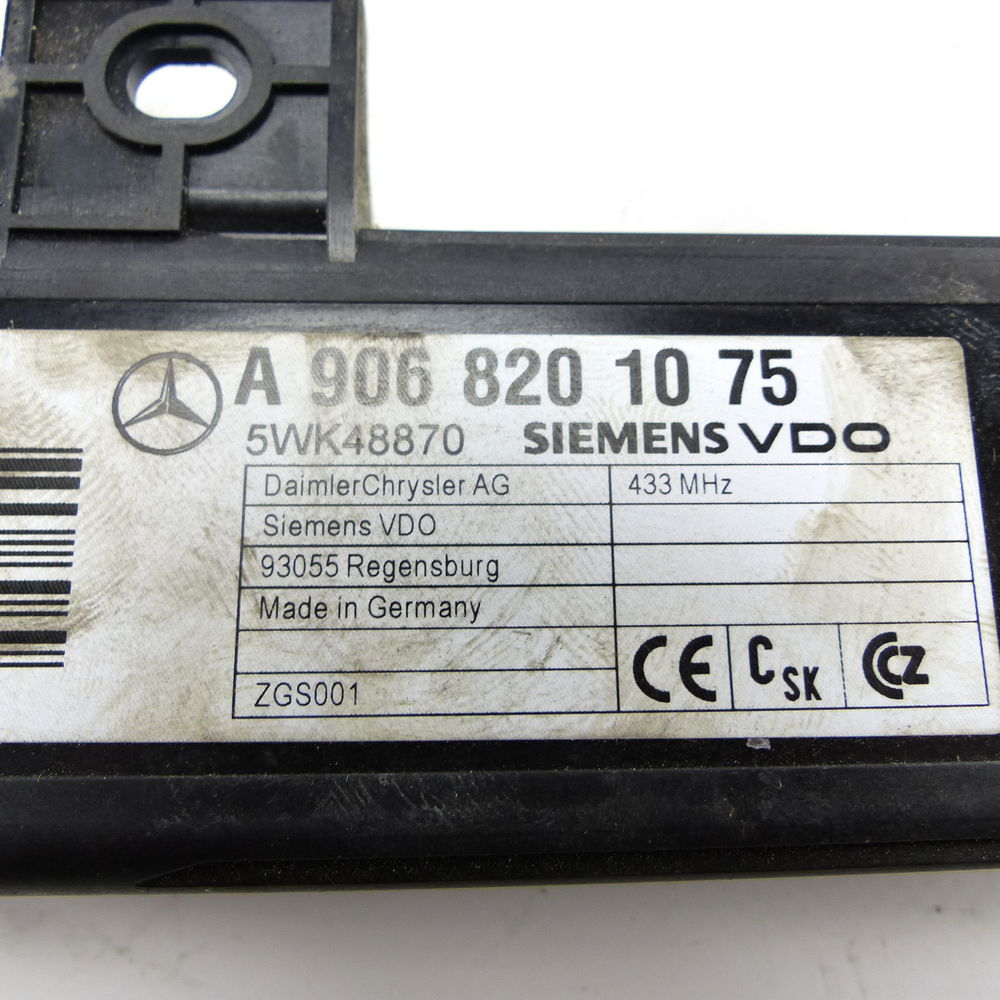 A 906 820 10 75
5WK48870 SIEMENS VDO
DaimlerChrysler AG 433 MHz
Siemens VDO
93055 Regensburg
Made in Germany
CE CSK CCZ
ZGS001